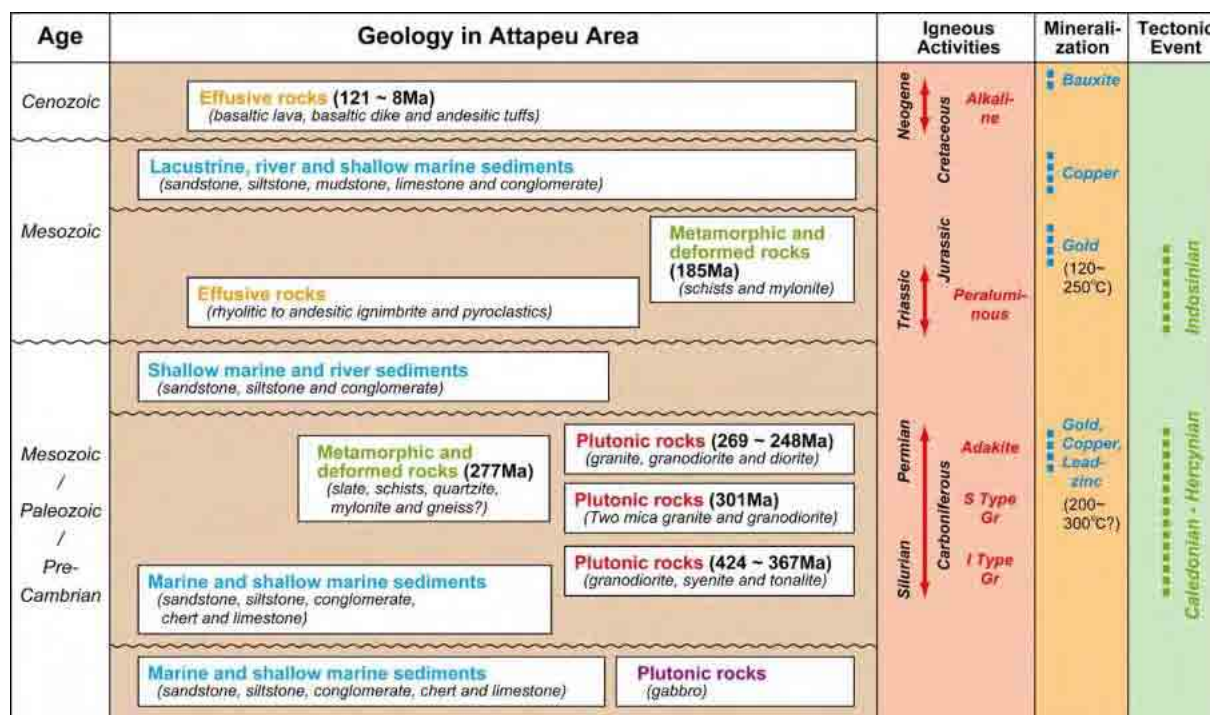 Age
Geology in Attapeu Area
Igneous
Activities
Minerali-
zation
Tectonic
Event
Cenozoic
Effusive rocks (121 ~ 8Ma)
(basaltic lava, basaltic dike and andesitic tuffs)
Neogene
Cretaceous
Alkali-
ne
Bauxite
Lacustrine, river and shallow marine sediments
(sandstone, siltstone, mudstone, limestone and conglomerate)
Copper
Mesozoic
Metamorphic and
deformed rocks
(185Ma)
(schists and mylonite)
Effusive rocks
(rhyolitic to andesitic ignimbrite and pyroclastics)
Triassic
Jurassic
Peralumi-
nous
Gold
(120~
250℃)
Indosinian
Shallow marine and river sediments
(sandstone, siltstone and conglomerate)
Mesozoic
/
Paleozoic
/
Pre-
Cambrian
Metamorphic and
deformed rocks (277Ma)
(slate, schists, quartzite,
mylonite and gneiss?)
Plutonic rocks (269 ~ 248Ma)
(granite, granodiorite and diorite)
Plutonic rocks (301Ma)
(Two mica granite and granodiorite)
Plutonic rocks (424 ~ 367Ma)
(granodiorite, syenite and tonalite)
Marine and shallow marine sediments
(sandstone, siltstone, conglomerate,
chert and limestone)
Silurian
Carboniferous
Permian
Adakite
S Type
Gr
I Type
Gr
Gold,
Copper,
Lead-
zinc
(200~
300℃?)
Caledonian - Hercynian
Marine and shallow marine sediments
(sandstone, siltstone, conglomerate, chert and limestone)
Plutonic rocks
(gabbro)